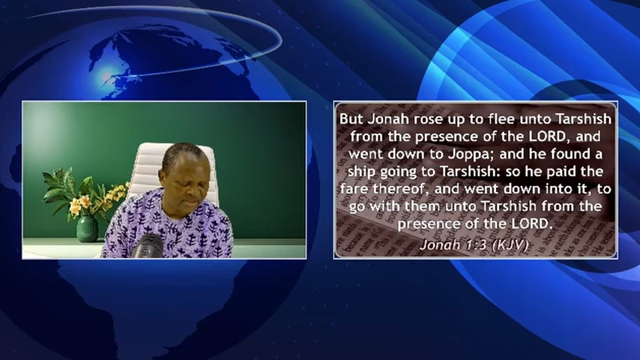 But Jonah rose up to flee unto Tarshish
from the presence of the LORD, and
went down to Joppa; and he found a
ship going to Tarshish: so he paid the
fare thereof, and went down into it, to
go with them unto Tarshish from the
presence of the LORD.
Jonah 1:3 (KJV)